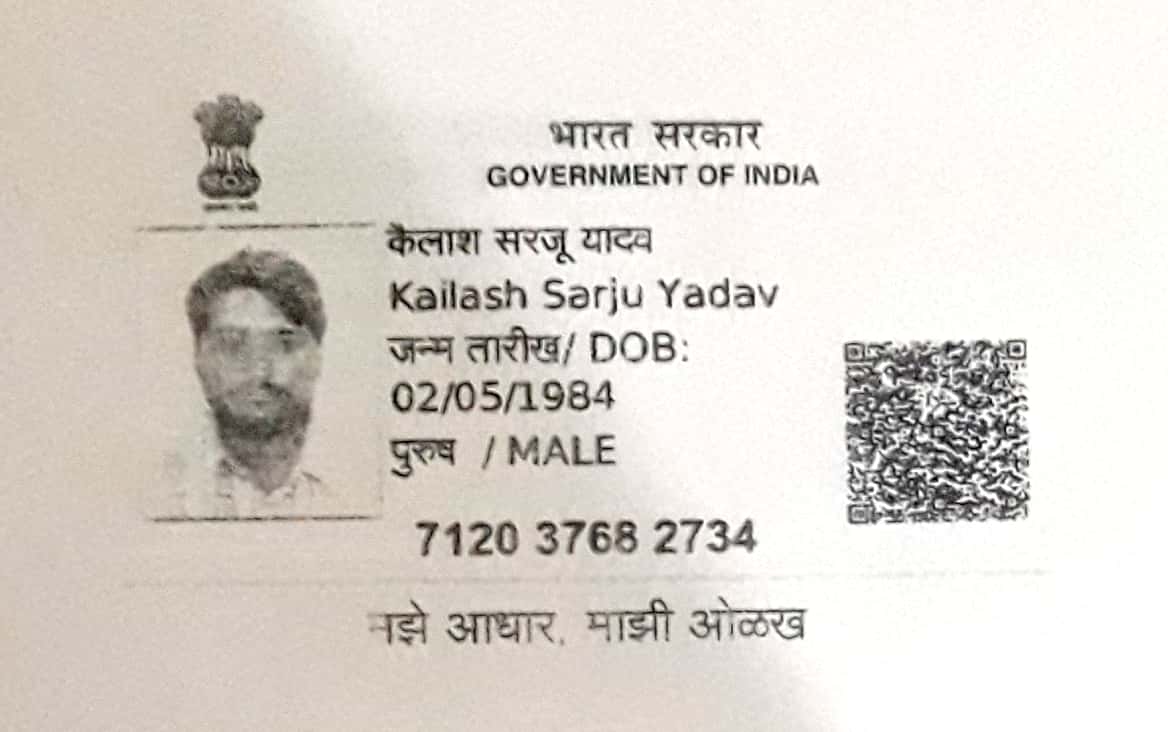 भारत सरकार
GOVERNMENT OF INDIA
कैलाश सरजू यादव
Kailash Sarju Yadav
जन्म तारीख/ DOB:
02/05/1984
पुरुष / MALE
7120 3768 2734
आधार, माझी ओळख